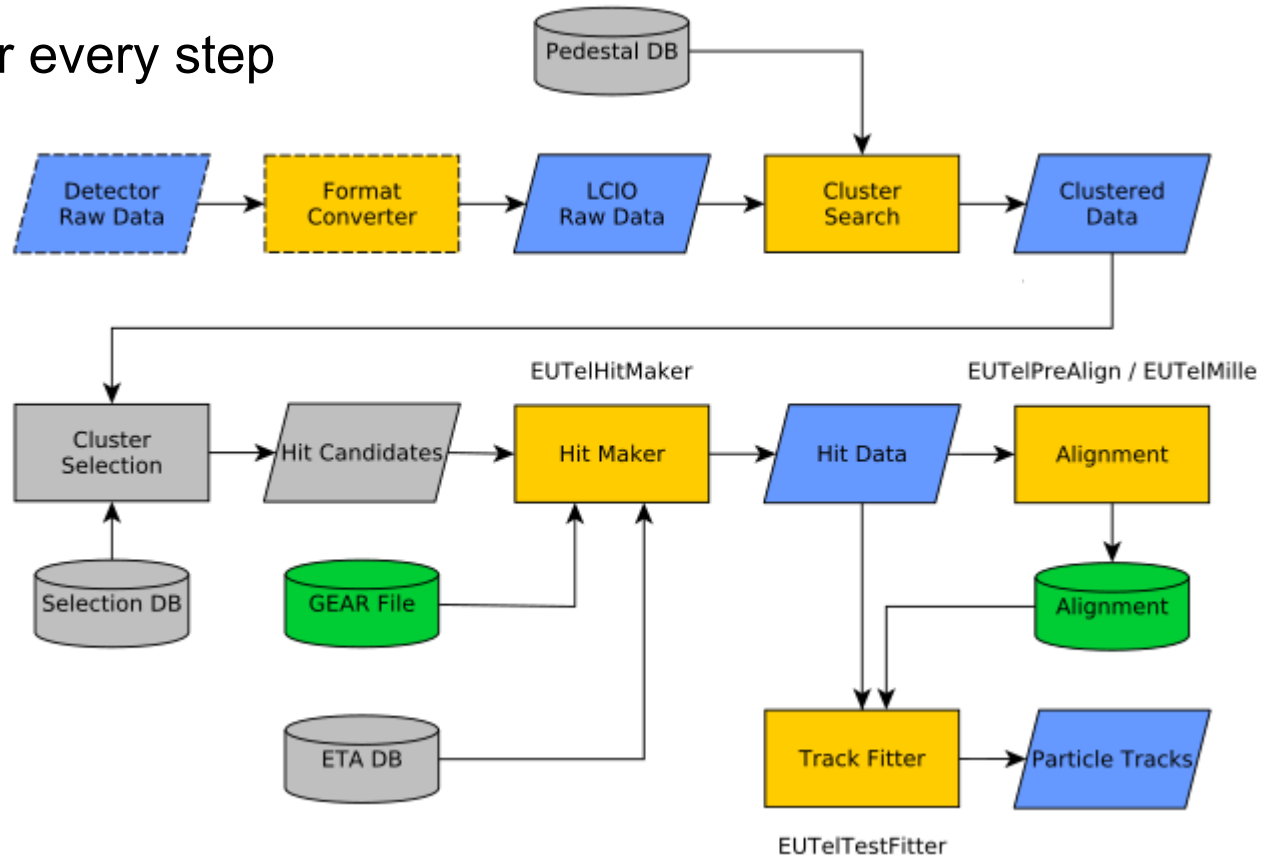 r every step
Pedestal DB
Detector
Raw Data
Format
Converter
LCIO
Raw Data
Cluster
Search
Clustered
Data
EUTelHitMaker
EUTelPreAlign / EUTelMille
Cluster
Selection
Hit Candidates
Hit Maker
Hit Data
Alignment
Selection DB
GEAR File
Alignment
ETA DB
Track Fitter
Particle Tracks
EUTelTestFitter